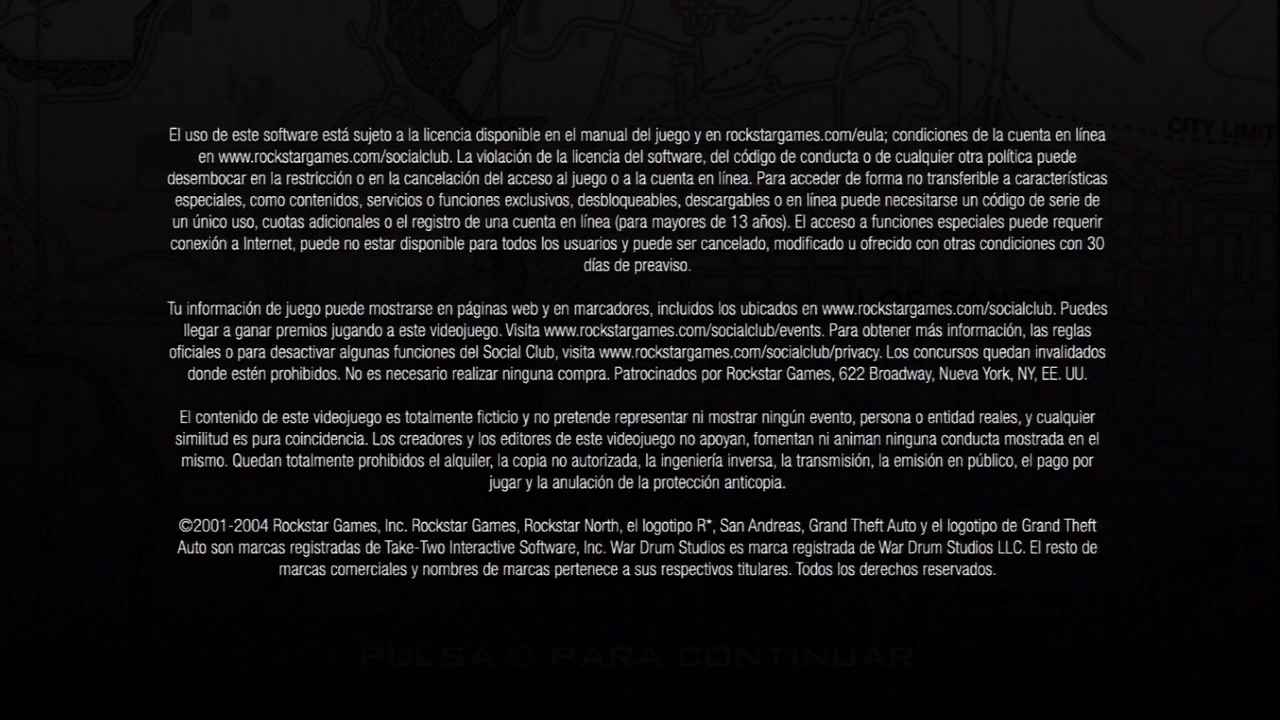 CITY LIMIT
El uso de este software está sujeto a la licencia disponible en el manual del juego y en rockstargames.com/eula; condiciones de la cuenta en línea
en www.rockstargames.com/socialclub. La violación de la licencia del software, del código de conducta o de cualquier otra política puede
desembocar en la restricción o en la cancelación del acceso al juego o a la cuenta en línea. Para acceder de forma no transferible a características
especiales, como contenidos, servicios o funciones exclusivos, desbloqueables, descargables o en línea puede necesitarse un código de serie de
un único uso, cuotas adicionales o el registro de una cuenta en línea (para mayores de 13 años). El acceso a funciones especiales puede requerir
conexión a Internet, puede no estar disponible para todos los usuarios y puede ser cancelado, modificado u ofrecido con otras condiciones con 30
días de preaviso.
Tu información de juego puede mostrarse en páginas web y en marcadores, incluidos los ubicados en www.rockstargames.com/socialclub. Puedes
llegar a ganar premios jugando a este videojuego. Visita www.rockstargames.com/socialclub/events. Para obtener más información, las reglas
oficiales o para desactivar algunas funciones del Social Club, visita www.rockstargames.com/socialclub/privacy. Los concursos quedan invalidados
donde estén prohibidos. No es necesario realizar ninguna compra. Patrocinados por Rockstar Games, 622 Broadway, Nueva York, NY, EE. UU.
El contenido de este videojuego es totalmente ficticio y no pretende representar ni mostrar ningún evento, persona o entidad reales, y cualquier
similitud es pura coincidencia. Los creadores y los editores de este videojuego no apoyan, fomentan ni animan ninguna conducta mostrada en el
mismo. Quedan totalmente prohibidos el alquiler, la copia no autorizada, la ingeniería inversa, la transmisión, la emisión en público, el pago por
jugar y la anulación de la protección anticopia.
©2001-2004 Rockstar Games, Inc. Rockstar Games, Rockstar North, el logotipo R*, San Andreas, Grand Theft Auto y el logotipo de Grand Theft
Auto son marcas registradas de Take-Two Interactive Software, Inc. War Drum Studios es marca registrada de War Drum Studios LLC. El resto de
marcas comerciales y nombres de marcas pertenece a sus respectivos titulares. Todos los derechos reservados.
PULSA PARA CONTINUAR